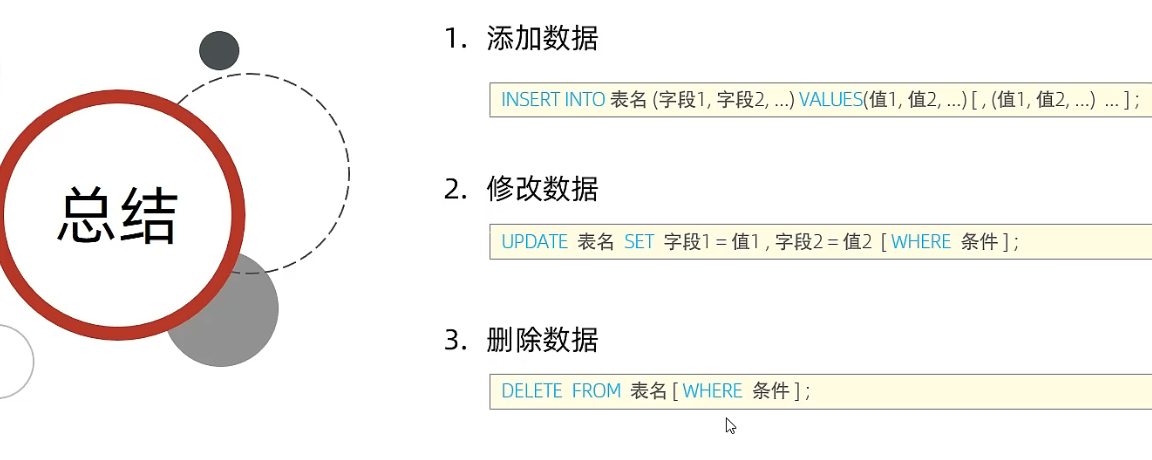 总结
1. 添加数据
INSERT INTO 表名 (字段1, 字段2, ...) VALUES(值1, 值2, ...) [ , (值1, 值2, ...) ... ] ;
2. 修改数据
UPDATE 表名 SET 字段1 = 值1 , 字段2 = 值2 [ WHERE 条件 ] ;
3. 删除数据
DELETE FROM 表名 [ WHERE 条件 ] ;